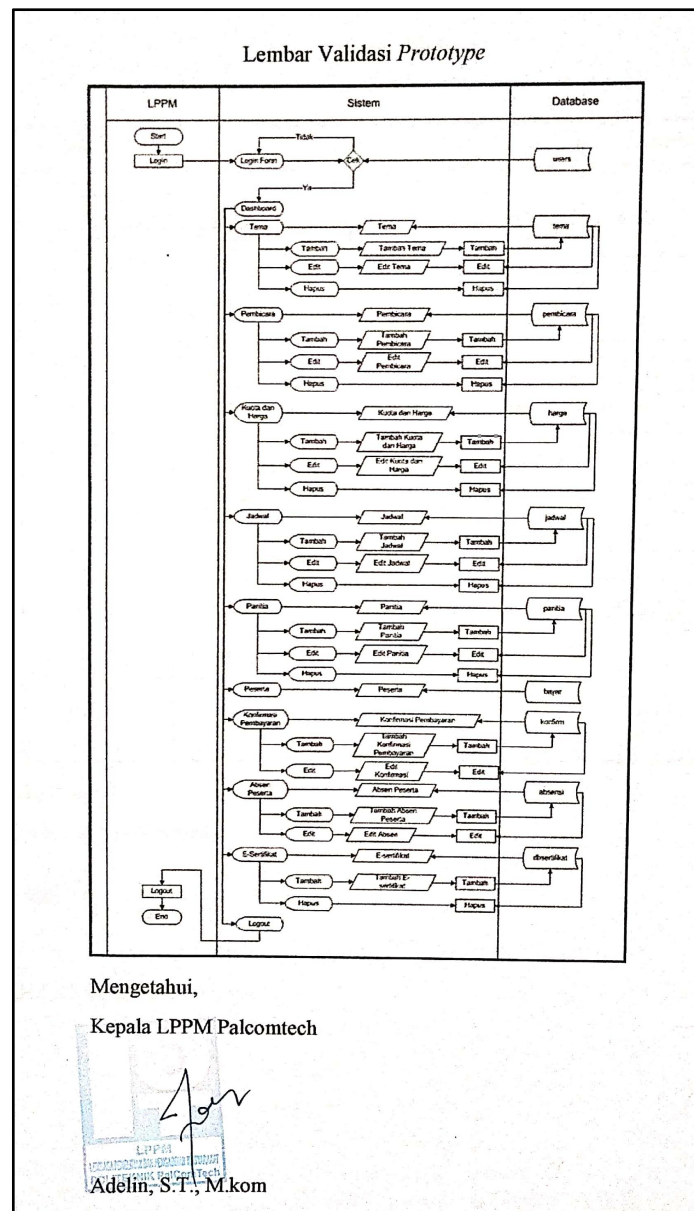 Lembar Validasi Prototype
LPPM
Sistem
Database
Start
Tidak
Login
Login Form
Cek
users
Ya
Dashboard
Tema
Tema
tema
Tambah
Tambah Tema
Tambah
Edit
Edit Tema
Edit
Hapus
Hapus
Pembicara
Pembicara
pembicara
Tambah
Tambah
Pembicara
Tambah
Edit
Edit
Pembicara
Edit
Hapus
Hapus
Kuota dan
Harga
Kuota dan Harga
harga
Tambah
Tambah Kuota
dan Harga
Tambah
Edit
Edit Kuota dan
Harga
Edit
Hapus
Hapus
Jadwal
Jadwal
jadwal
Tambah
Tambah
Jadwal
Tambah
Edit
Edit Jadwal
Edit
Hapus
Hapus
Panitia
Panitia
panitia
Tambah
Tambah
Panitia
Tambah
Edit
Edit Panitia
Edit
Hapus
Hapus
Peserta
Peserta
bayar
Konfirmasi
Pembayaran
Konfirmasi Pembayaran
konfirm
Tambah
Tambah
Konfirmasi
Pembayaran
Tambah
Edit
Edit
Konfirmasi
Edit
Absen
Peserta
Absen Peserta
absensi
Tambah
Tambah Absen
Peserta
Tambah
Edit
Edit Absen
Edit
E-Sertifikat
E-sertifikat
dbsertifikat
Tambah
Tambah E-
sertifikat
Tambah
Hapus
Hapus
Logout
Logout
End
Mengetahui,
Kepala LPPM Palcomtech
LPPM
POLITEKNIK PalComTech
Adelin, S.T., M.kom